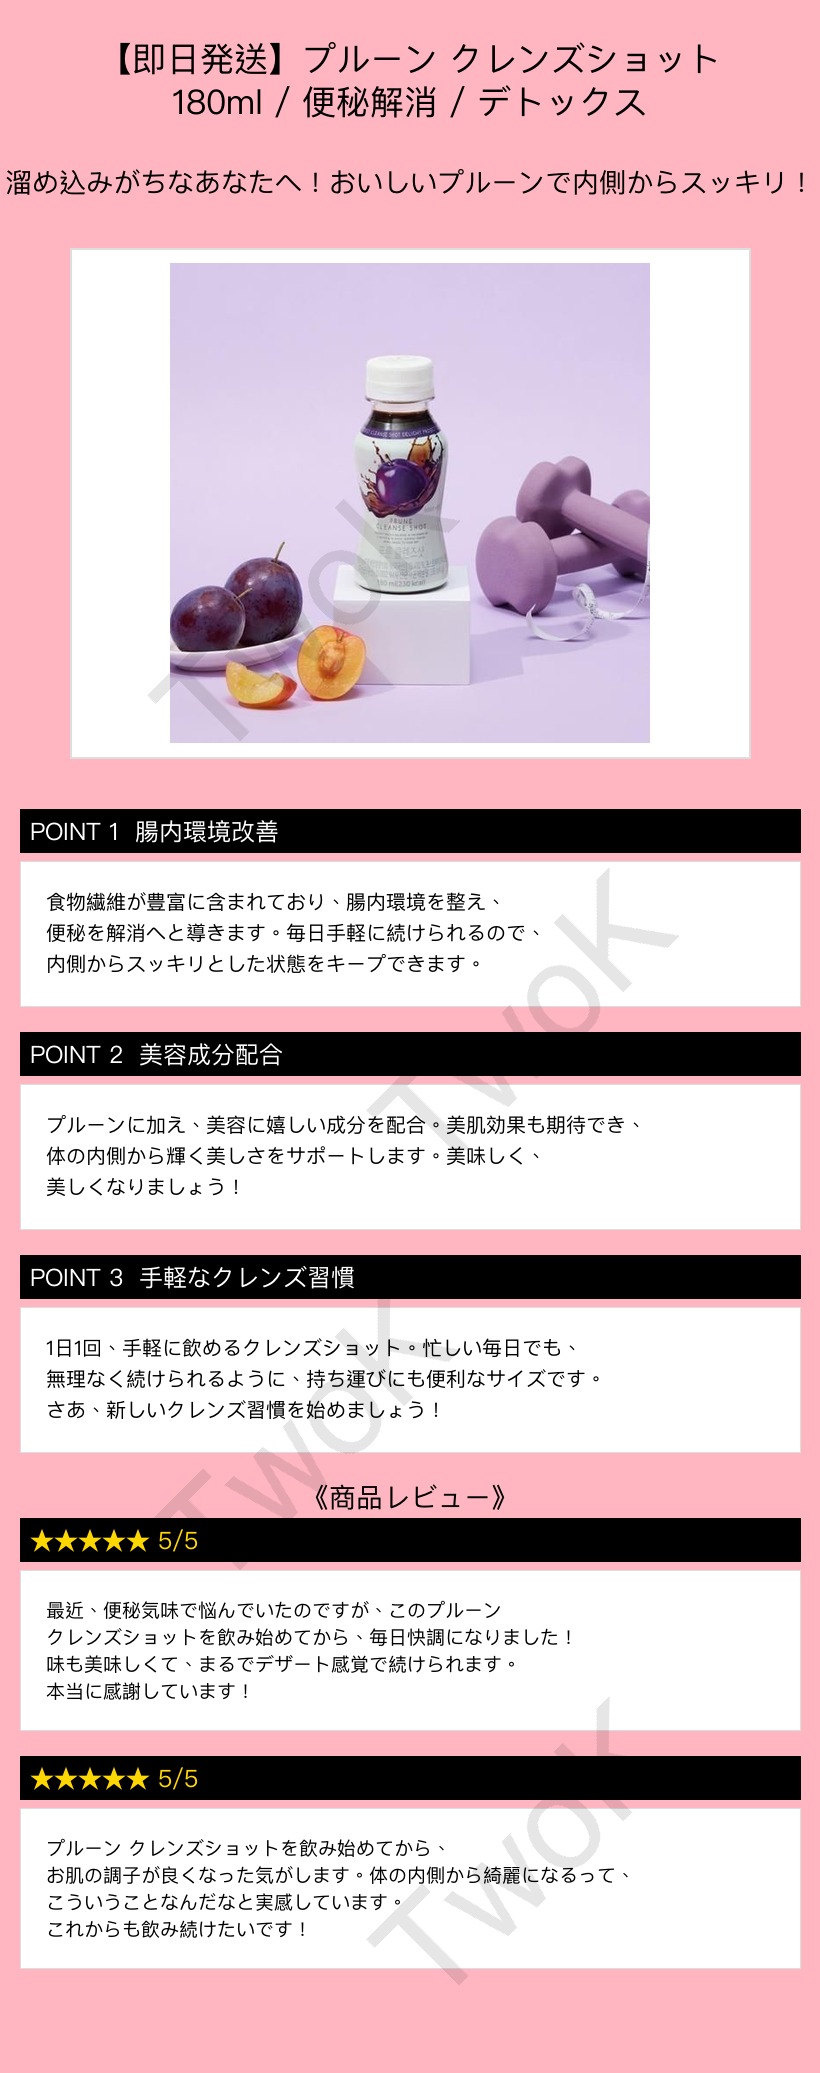 【即日発送】プルーン クレンズショット
180ml / 便秘解消 / デトックス
溜め込みがちなあなたへ！おいしいプルーンで内側からスッキリ！
PRUNE
CLEANSE SHOT
TwoK
POINT 1 腸内環境改善
食物繊維が豊富に含まれており、腸内環境を整え、
便秘を解消へと導きます。毎日手軽に続けられるので、
内側からスッキリとした状態をキープできます。
TwoK
POINT 2 美容成分配合
プルーンに加え、美容に嬉しい成分を配合。美肌効果も期待でき、
体の内側から輝く美しさをサポートします。美味しく、
美しくなりましょう！
POINT 3 手軽なクレンズ習慣
1日1回、手軽に飲めるクレンズショット。忙しい毎日でも、
無理なく続けられるように、持ち運びにも便利なサイズです。
さあ、新しいクレンズ習慣を始めましょう！
TwoK
《商品レビュー》
★★★★★ 5/5
最近、便秘気味で悩んでいたのですが、このプルーン
クレンズショットを飲み始めてから、毎日快調になりました！
味も美味しくて、まるでデザート感覚で続けられます。
本当に感謝しています！
★★★★★ 5/5
プルーン クレンズショットを飲み始めてから、
お肌の調子が良くなった気がします。体の内側から綺麗になるって、
こういうことなんだなと実感しています。
これからも飲み続けたいです！
TwoK